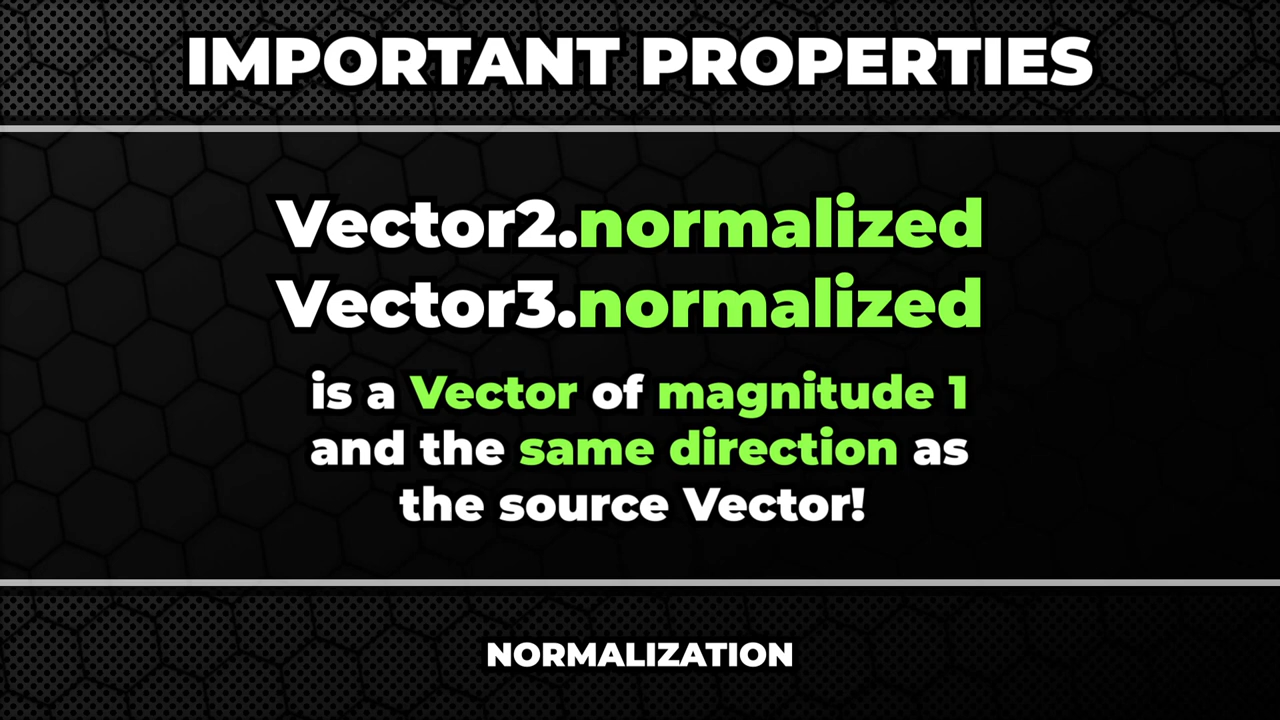 IMPORTANT PROPERTIES
Vector2.normalized
Vector3.normalized
is a Vector of magnitude 1
and the same direction as
the source Vector!
NORMALIZATION